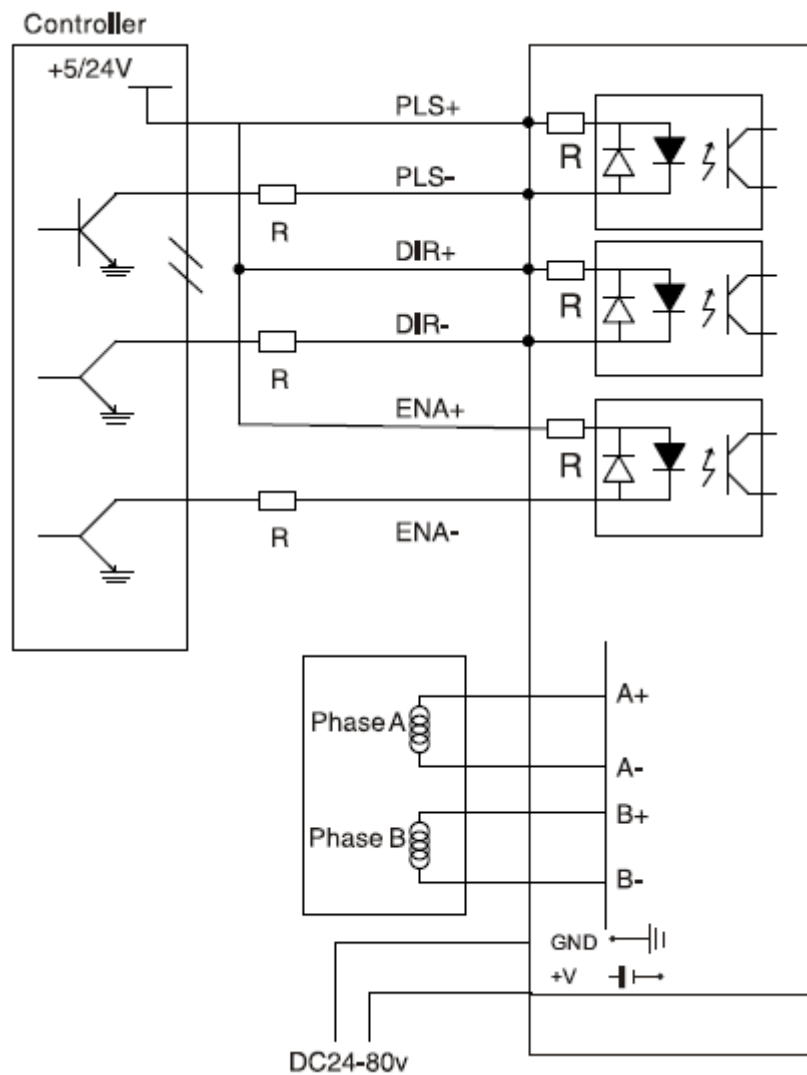 Controller
+5/24V
PLS+
R
PLS-
R
DIR+
R
DIR-
R
ENA+
R
ENA-
R
Phase A
A+
A-
Phase B
B+
B-
GND
+V
DC24-80v